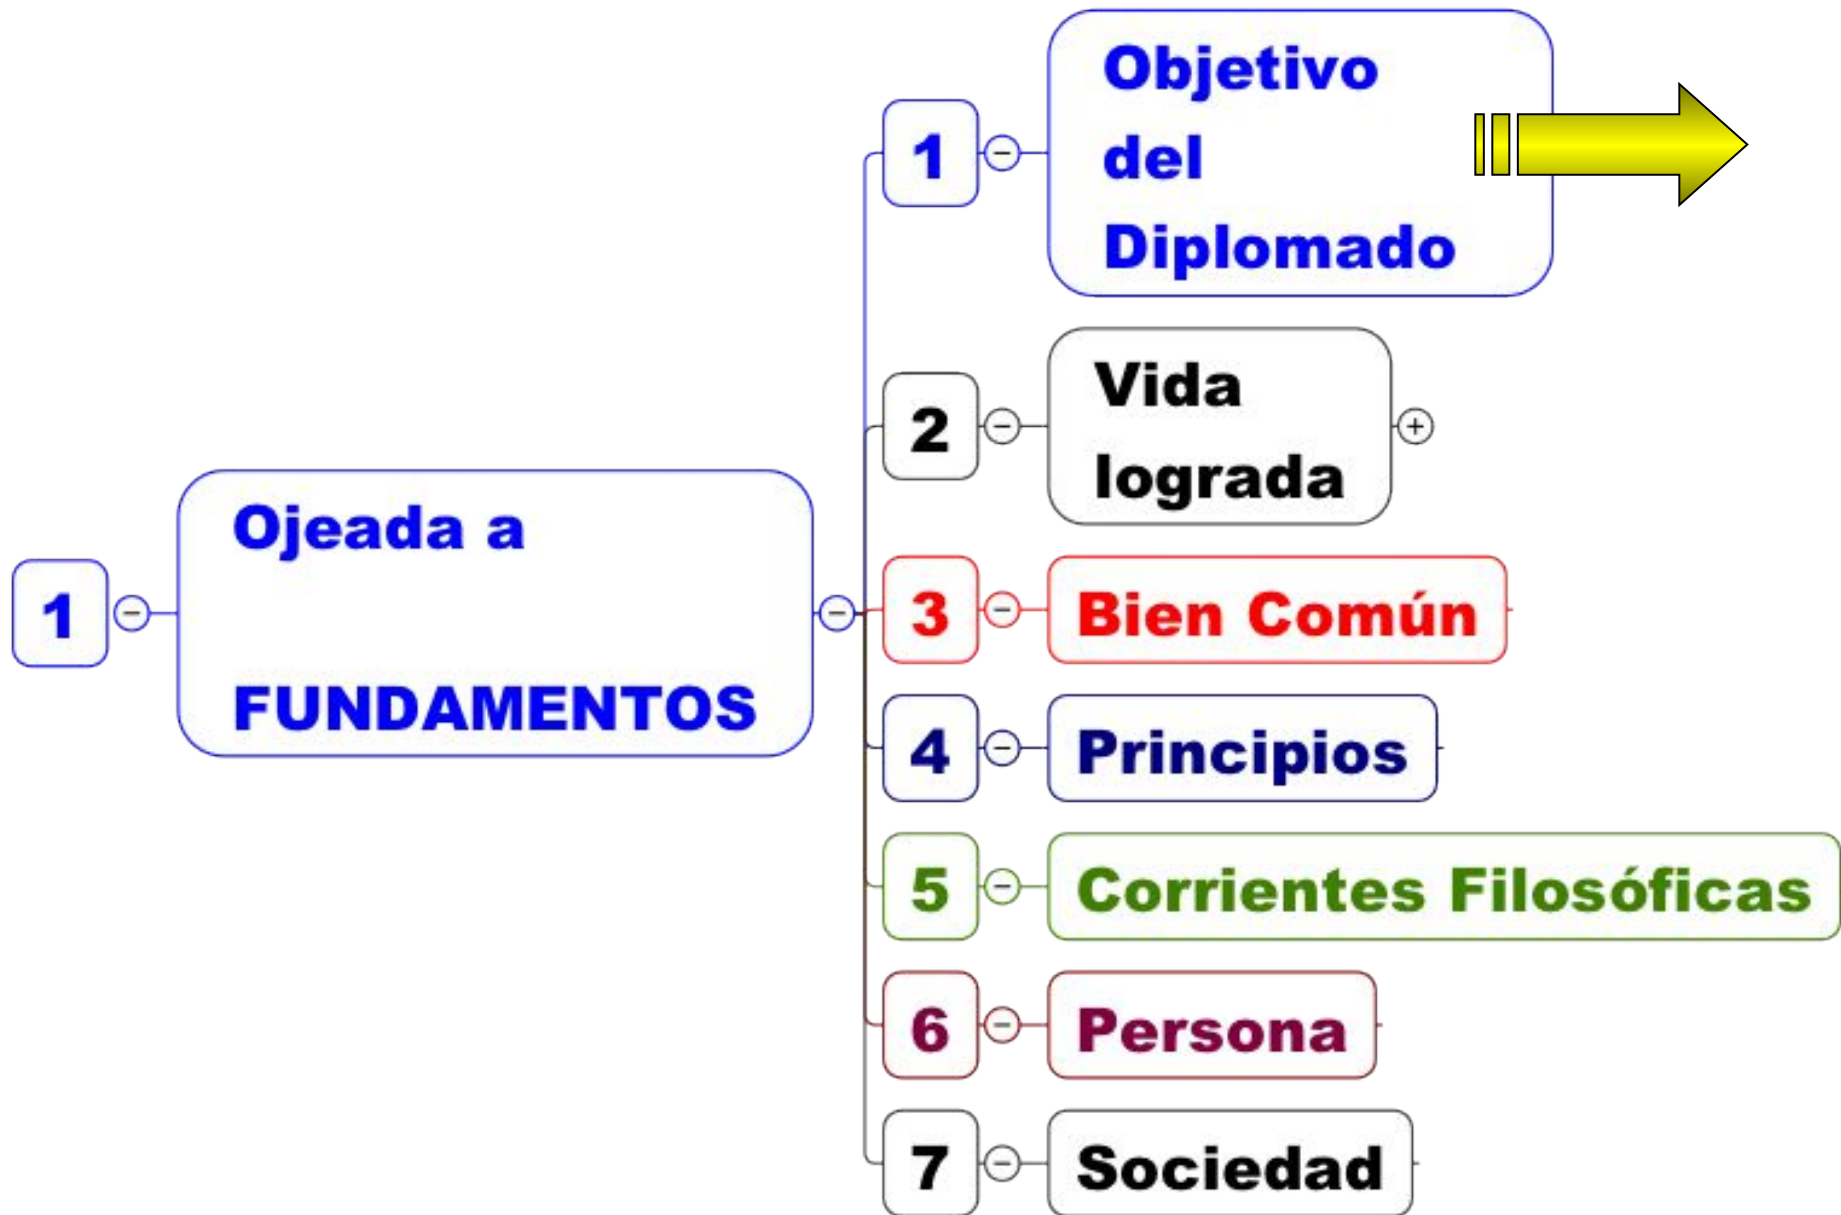 1
Ojeada a
FUNDAMENTOS
1
Objetivo
del
Diplomado
2
Vida
lograda
3
Bien Común
4
Principios
5
Corrientes Filosóficas
6
Persona
7
Sociedad